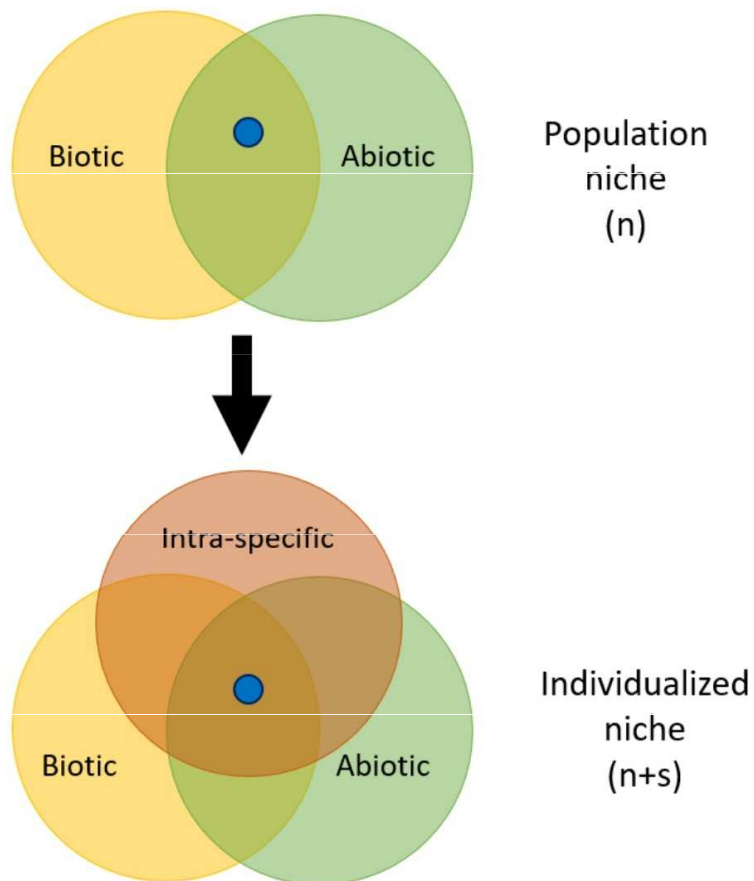 Biotic
Abiotic
Population
niche
(n)
Intra-specific
Biotic
Abiotic
Individualized
niche
(n+s)